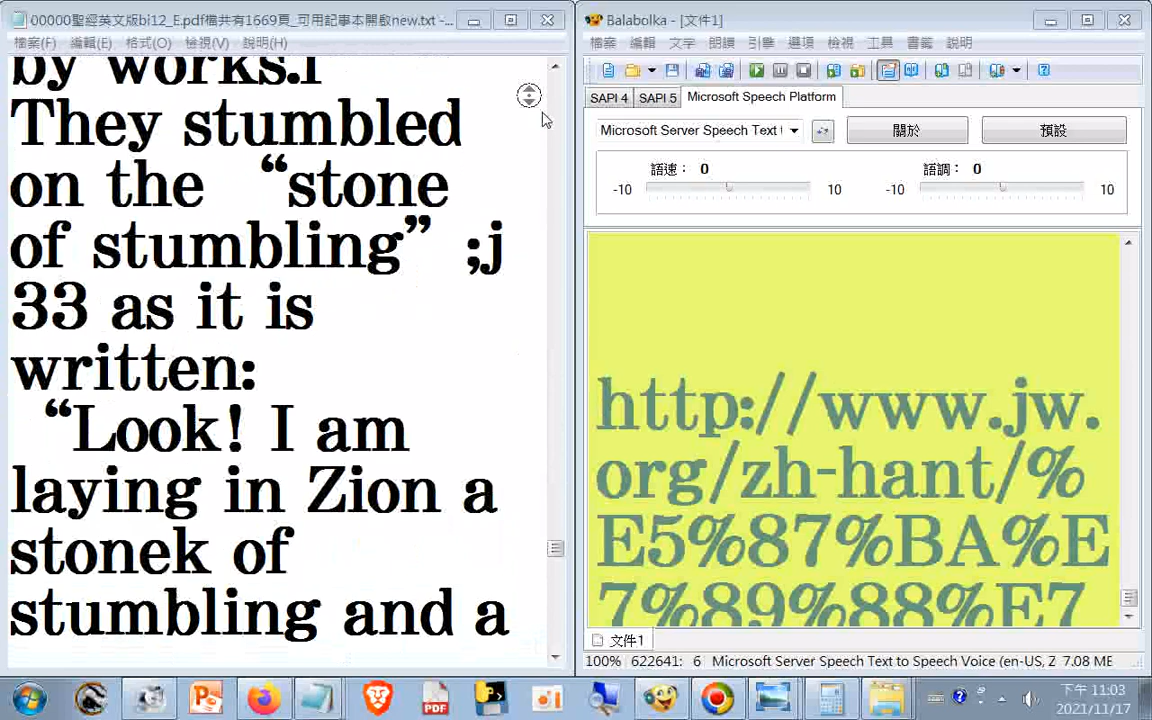 00000聖經英文版bi12_E.pdf檔共有1669頁_可用記事本開啟new.txt -...
檔案(F) 編輯(E) 格式(O) 檢視(V) 說明(H)
by works.i
They stumbled
on the “stone
of stumbling” ;j
33 as it is
written:
“Look! I am
laying in Zion a
stonek of
stumbling and a
Balabolka - [文件1]
檔案 編輯 文字 朗讀 引擎 選項 檢視 工具 書籤 說明
SAPI 4 SAPI 5 Microsoft Speech Platform
Microsoft Server Speech Text 關於 預設
語速： 0 語調： 0
-10 10 -10 10
http://www.jw.
org/zh-hant/%
E5%87%BA%E
7%89%88%E7
文件1
100% 622641: 6 Microsoft Server Speech Text to Speech Voice (en-US, Z 7.08 ME
下午 11:03
2021/11/17